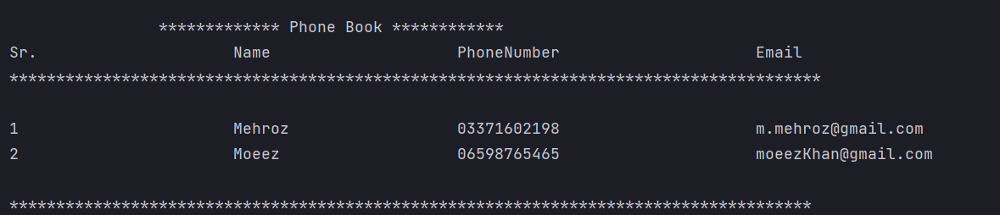 ************* Phone Book ************
Sr. Name PhoneNumber Email
***************************************************************************************
1 Mehroz 03371602198 m.mehroz@gmail.com
2 Moeez 06598765465 moeezKhan@gmail.com
**************************************************************************************